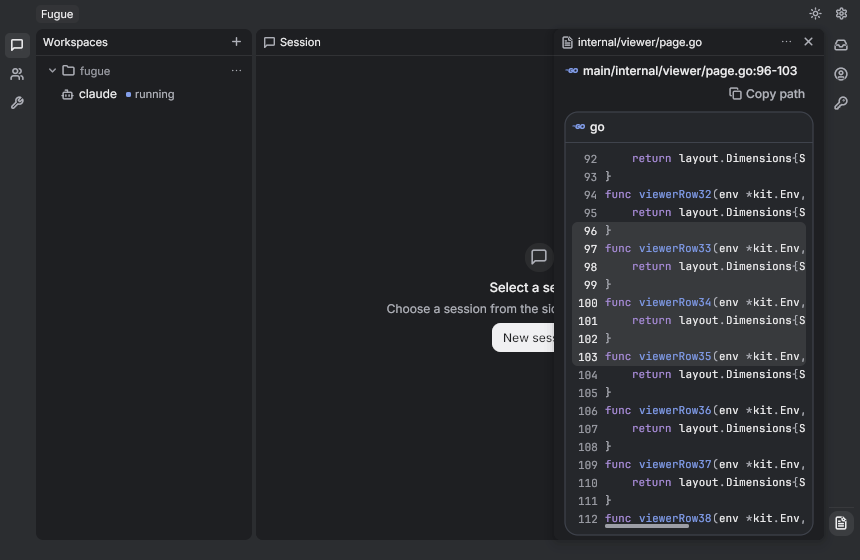 Fugue
Workspaces
fugue
claude running
Session
Select a se
Choose a session from the sid
New sess
internal/viewer/page.go
main/internal/viewer/page.go:96-103
Copy path
go
92 return layout.Dimensions{S
93 }
94 func viewerRow32(env *kit.Env,
95 return layout.Dimensions{S
96 }
97 func viewerRow33(env *kit.Env,
98 return layout.Dimensions{S
99 }
100 func viewerRow34(env *kit.Env,
101 return layout.Dimensions{S
102 }
103 func viewerRow35(env *kit.Env,
104 return layout.Dimensions{S
105 }
106 func viewerRow36(env *kit.Env,
107 return layout.Dimensions{S
108 }
109 func viewerRow37(env *kit.Env,
110 return layout.Dimensions{S
111 }
112 func viewerRow38(env *kit.Env,